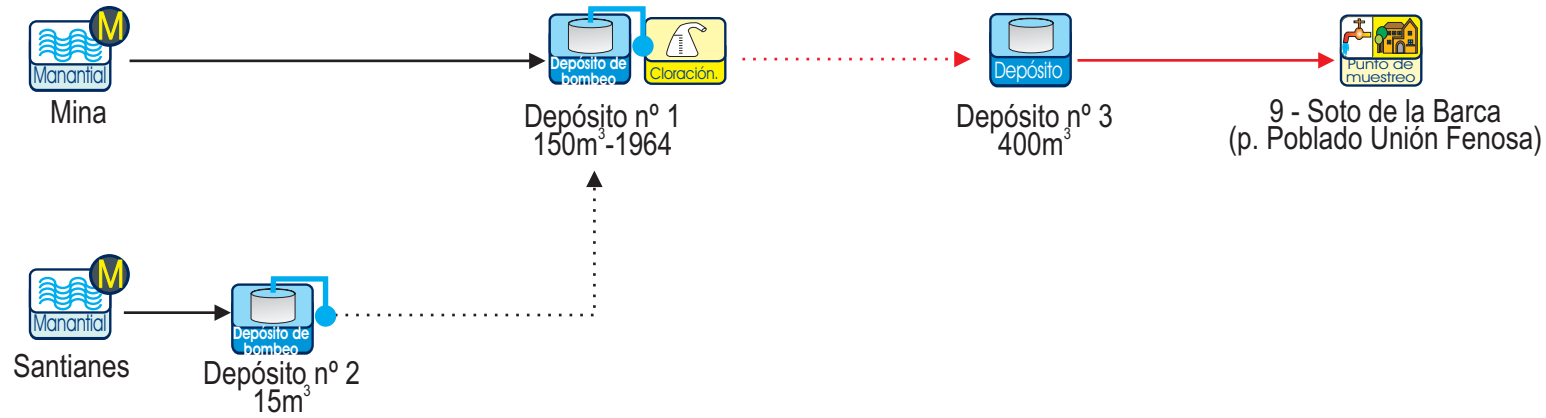 M
Manantial
Mina
Depósito de
bombeo
Cloración.
Depósito nº 1
150m³-1964
Depósito
Depósito nº 3
400m³
Punto de
muestreo
9 - Soto de la Barca
(p. Poblado Unión Fenosa)
M
Manantial
Santianes
Depósito de
bombeo
Depósito nº 2
15m³